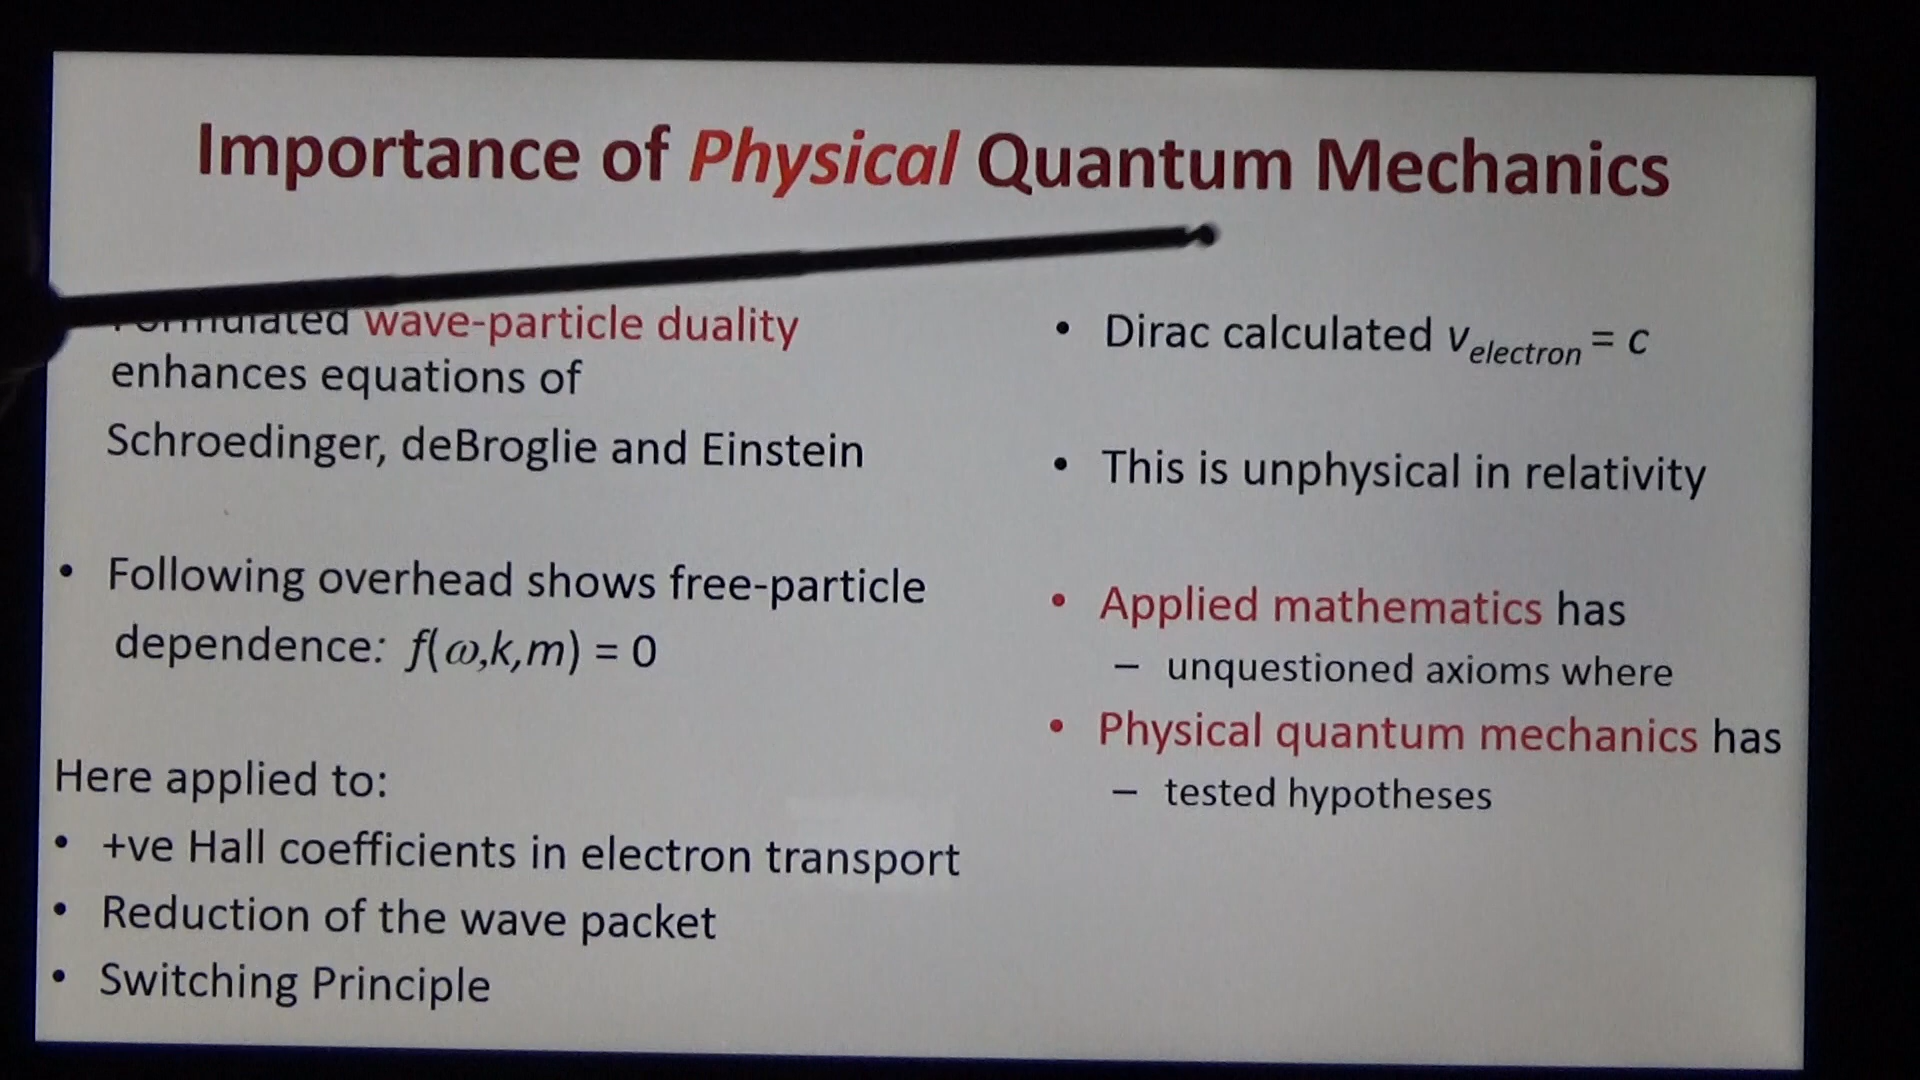 Importance of Physical Quantum Mechanics
Formulated wave-particle duality
enhances equations of
Schroedinger, deBroglie and Einstein
• Following overhead shows free-particle
dependence: f(ω,k,m) = 0
Here applied to:
• +ve Hall coefficients in electron transport
• Reduction of the wave packet
• Switching Principle
• Dirac calculated v_electron = c
• This is unphysical in relativity
• Applied mathematics has
– unquestioned axioms where
• Physical quantum mechanics has
– tested hypotheses